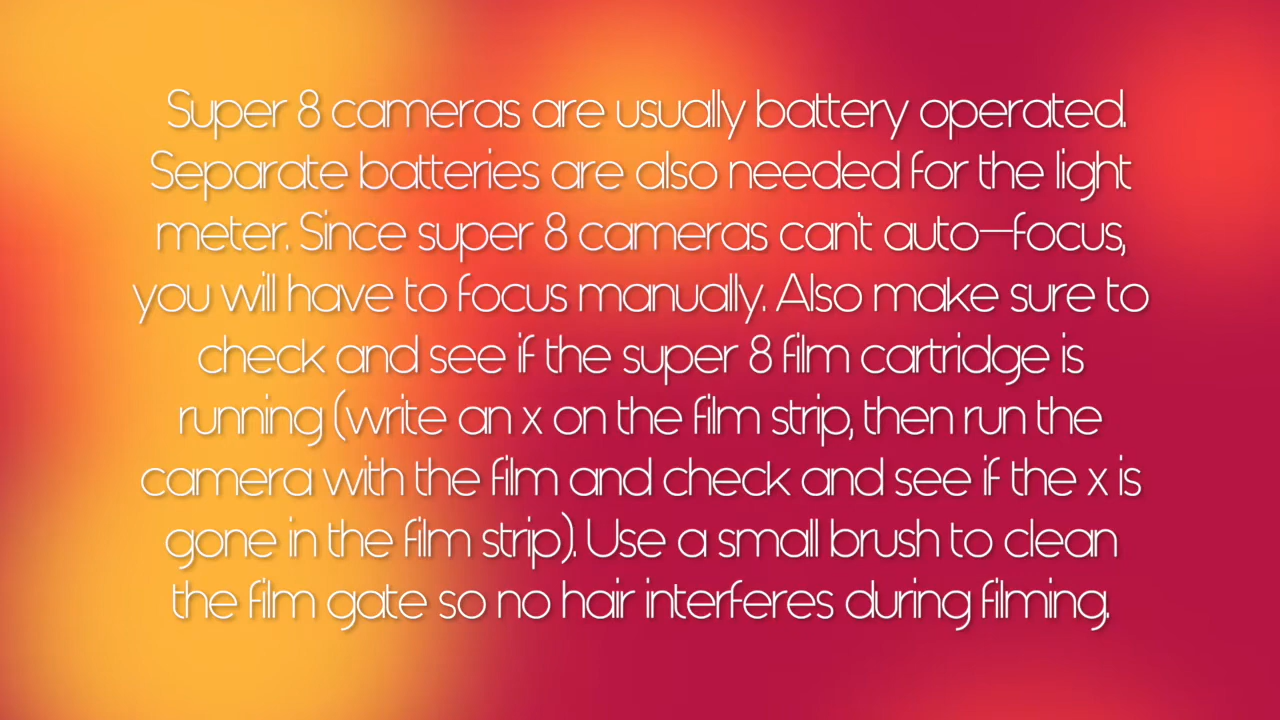 Super 8 cameras are usually battery operated.
Separate batteries are also needed for the light
meter. Since super 8 cameras can't auto-focus,
you will have to focus manually. Also make sure to
check and see if the super 8 film cartridge is
running (write an x on the film strip, then run the
camera with the film and check and see if the x is
gone in the film strip). Use a small brush to clean
the film gate so no hair interferes during filming.